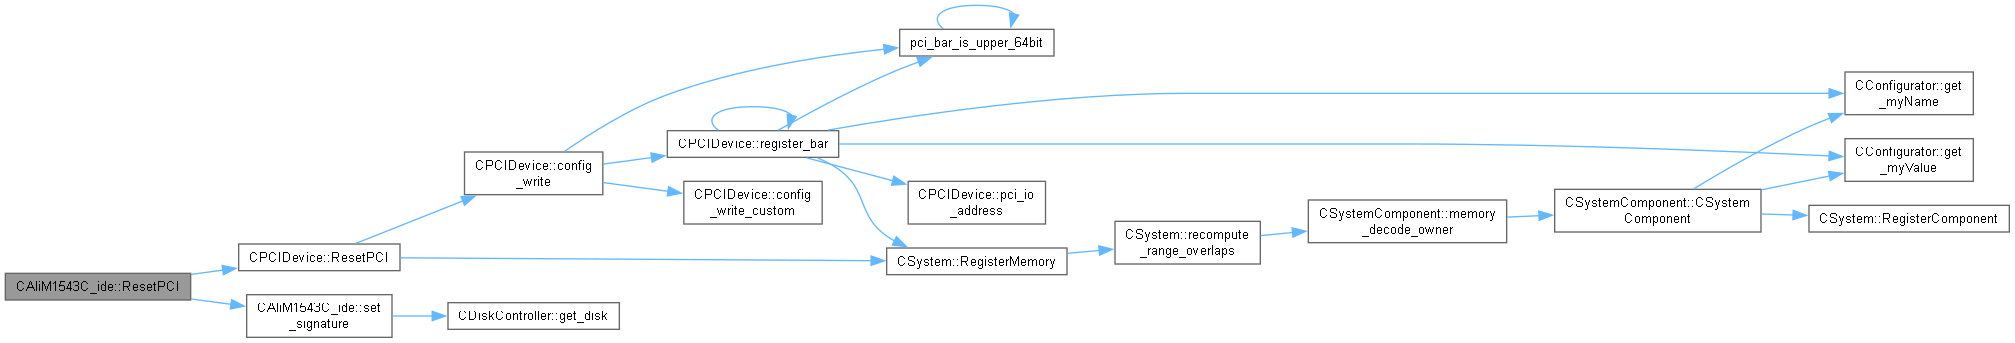 CAliM1543C_ide::ResetPCI
CPCIDevice::ResetPCI
CAliM1543C_ide::set
_signature
CDiskController::get_disk
CPCIDevice::config
_write
CPCIDevice::config
_write_custom
CPCIDevice::register_bar
pci_bar_is_upper_64bit
CPCIDevice::pci_io
_address
CSystem::RegisterMemory
CSystem::recompute
_range_overlaps
CSystemComponent::memory
_decode_owner
CSystemComponent::CSystem
Component
CConfigurator::get
_myName
CConfigurator::get
_myValue
CSystem::RegisterComponent